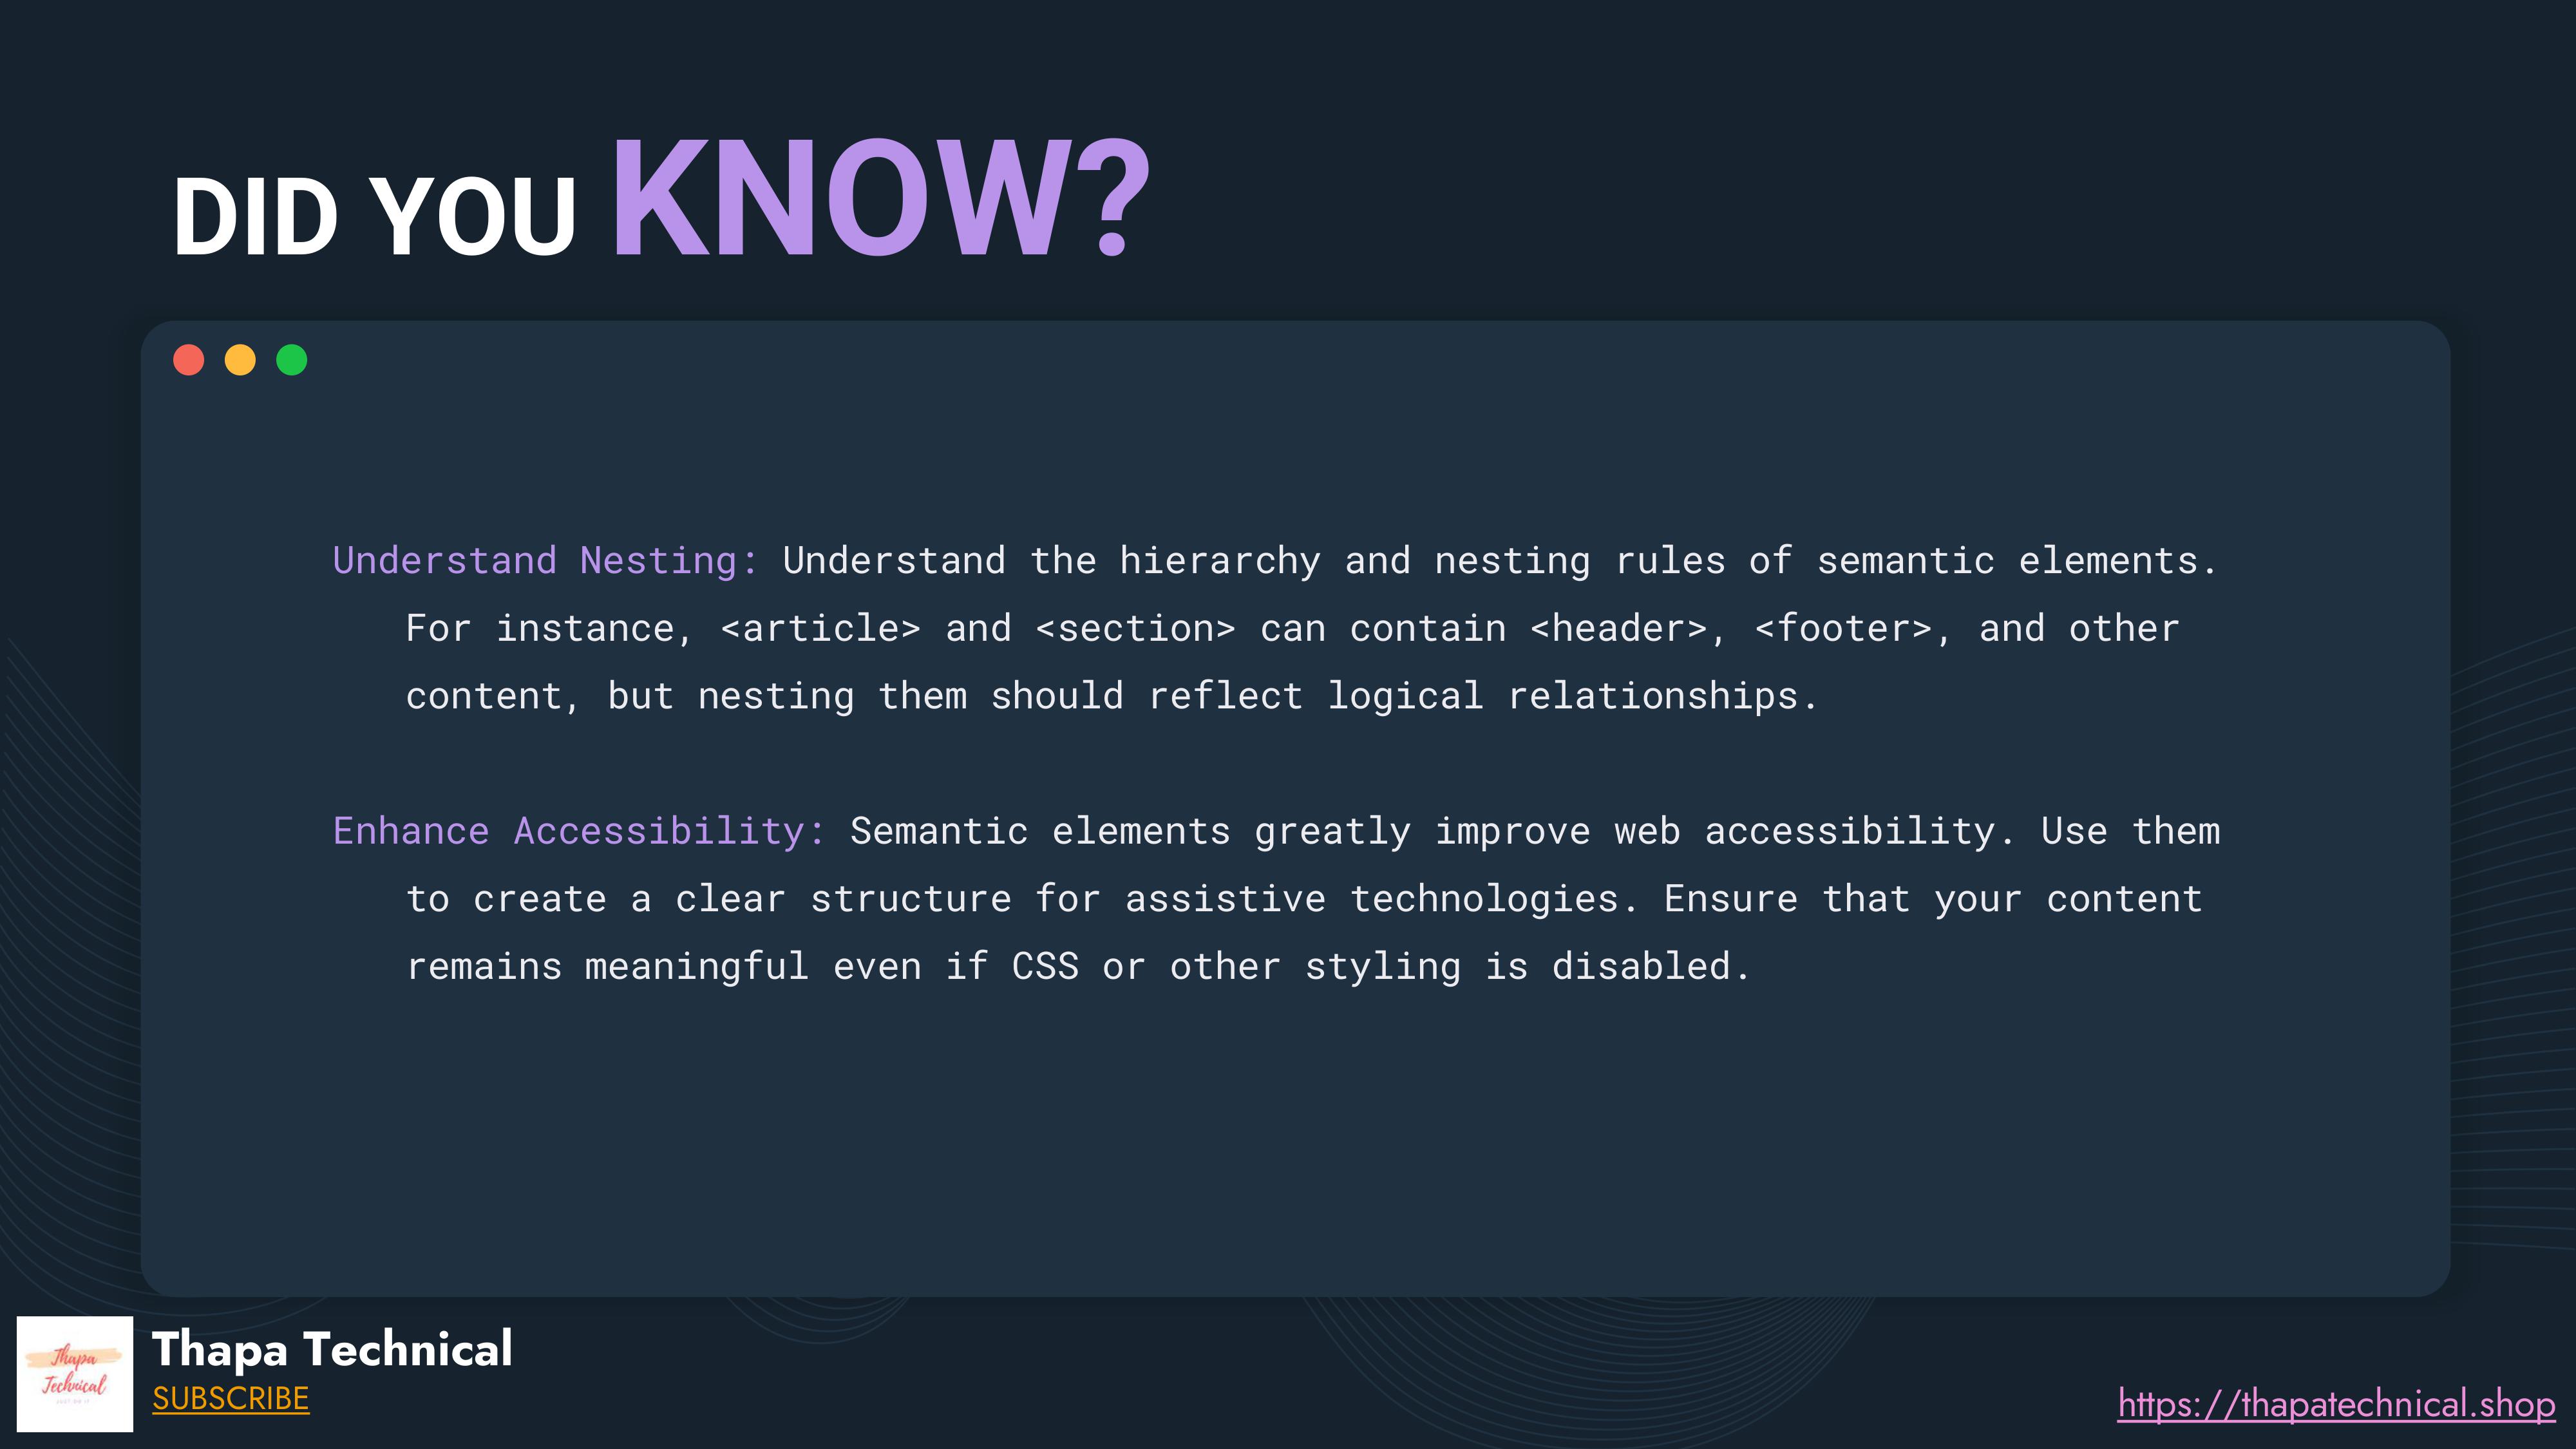 DID YOU KNOW?
Understand Nesting: Understand the hierarchy and nesting rules of semantic elements.
For instance, <article> and <section> can contain <header>, <footer>, and other
content, but nesting them should reflect logical relationships.
Enhance Accessibility: Semantic elements greatly improve web accessibility. Use them
to create a clear structure for assistive technologies. Ensure that your content
remains meaningful even if CSS or other styling is disabled.
Thapa
Technical
Thapa Technical
SUBSCRIBE
https://thapatechnical.shop